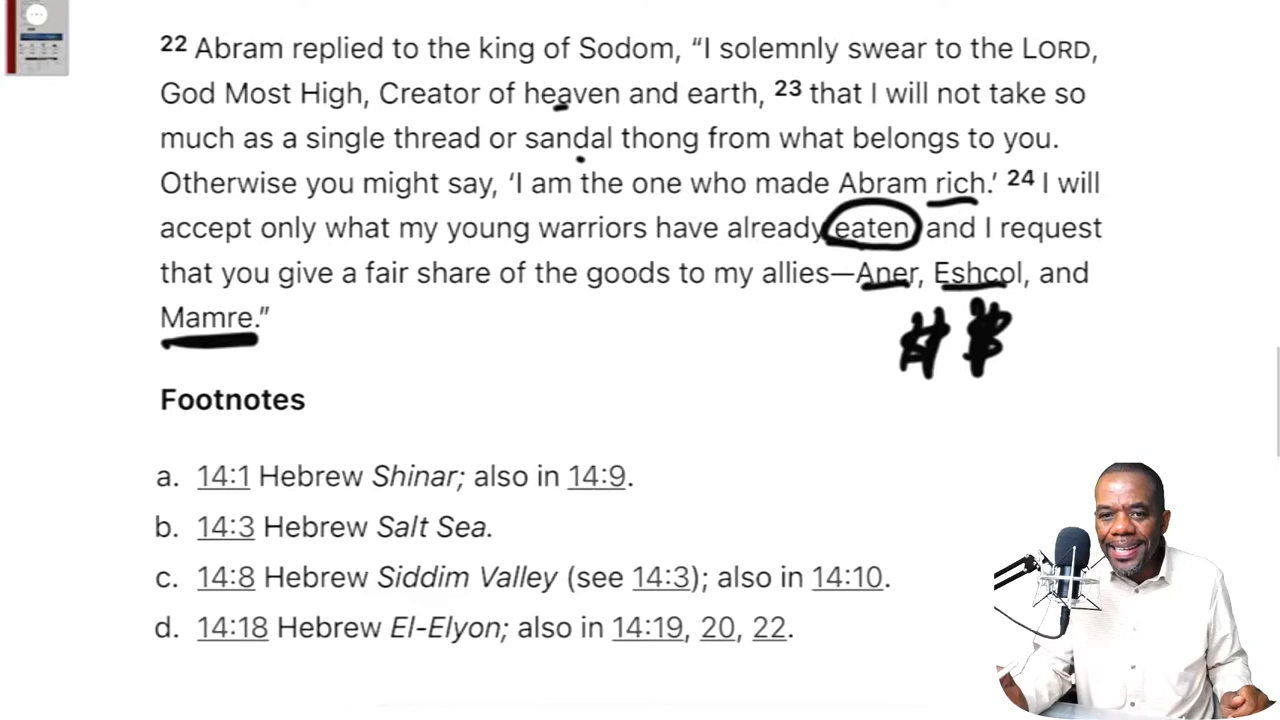 22 Abram replied to the king of Sodom, “I solemnly swear to the LORD,
God Most High, Creator of heaven and earth, 23 that I will not take so
much as a single thread or sandal thong from what belongs to you.
Otherwise you might say, ‘I am the one who made Abram rich.’ 24 I will
accept only what my young warriors have already eaten, and I request
that you give a fair share of the goods to my allies—Aner, Eshcol, and
Mamre.”
Footnotes
a. 14:1 Hebrew Shinar; also in 14:9.
b. 14:3 Hebrew Salt Sea.
c. 14:8 Hebrew Siddim Valley (see 14:3); also in 14:10.
d. 14:18 Hebrew El-Elyon; also in 14:19, 20, 22.